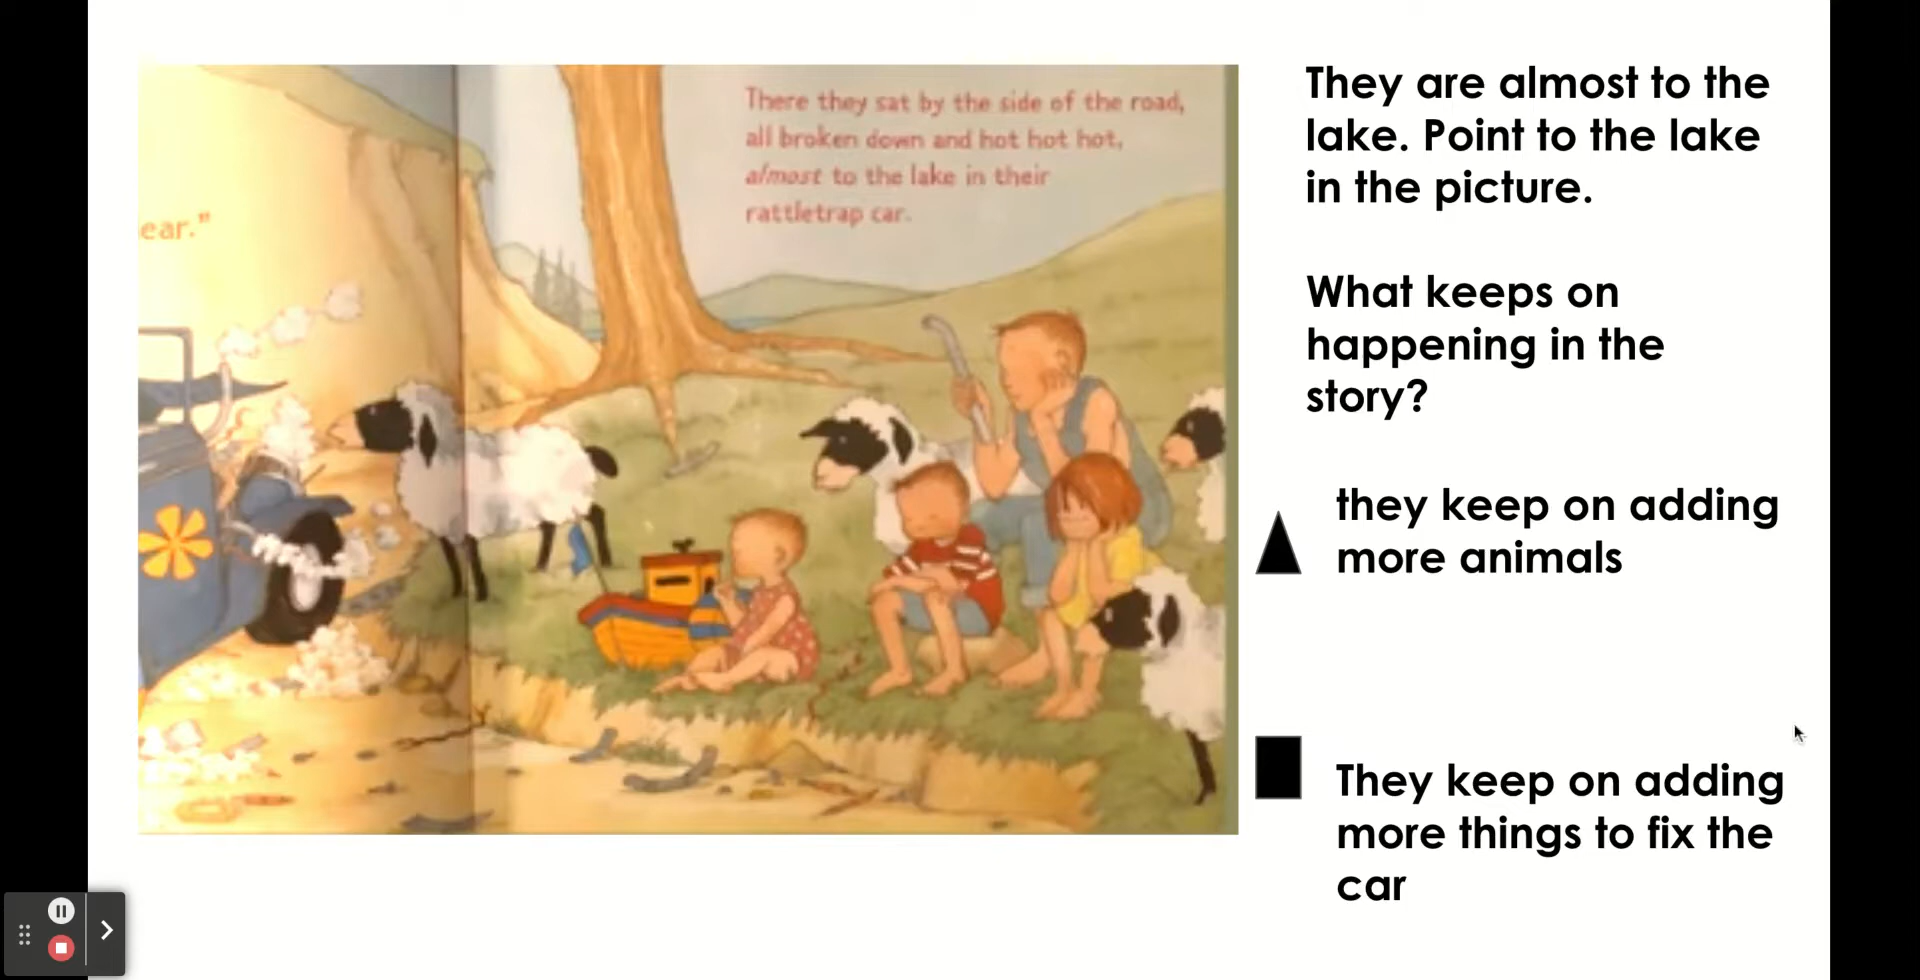 ear."
There they sat by the side of the road,
all broken down and hot hot hot,
almost to the lake in their
rattletrap car.
They are almost to the
lake. Point to the lake
in the picture.
What keeps on
happening in the
story?
they keep on adding
more animals
They keep on adding
more things to fix the
car